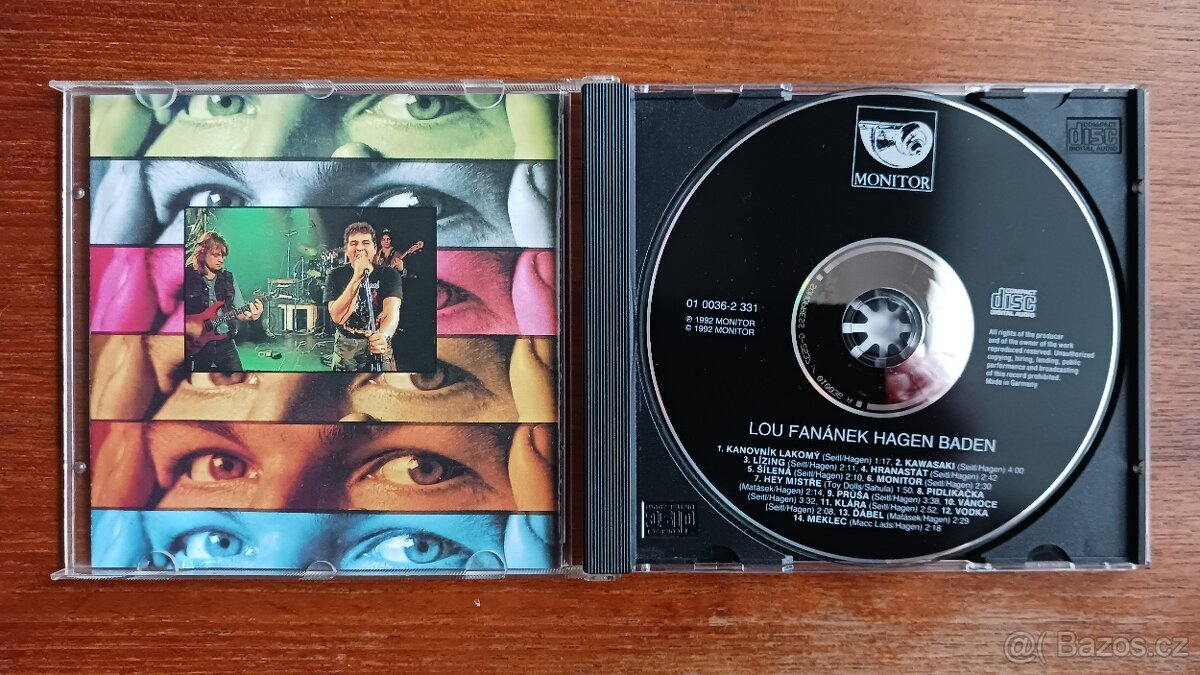 MONITOR
COMPACT
disc
DIGITAL AUDIO
01 0036-2 331
℗ 1992 MONITOR
© 1992 MONITOR
COMPACT
disc
DIGITAL AUDIO
All rights of the producer
and of the owner of the work
reproduced reserved. Unauthorized
copying, hiring, lending, public
performance and broadcasting
of this record prohibited.
Made in Germany
LOU FANÁNEK HAGEN BADEN
1. KANOVNÍK LAKOMÝ (Seitl/Hagen) 1:17, 2. KAWASAKI (Seitl/Hagen) 4:00
3. LÍZING (Seitl/Hagen) 2:11, 4. HRANASTÁT (Seitl/Hagen) 2:42
5. ŠÍLENÁ (Seitl/Hagen) 2:10, 6. MONITOR (Seitl/Hagen) 2:30
7. HEY MISTŘE (Toy Dolls/Sahula) 1:50. 8. PIDLIKAČKA
(Matásek/Hagen) 2:14, 9. PRŮŠA (Seitl/Hagen) 3:38, 10. VÁNOCE
(Seitl/Hagen) 3:32, 11. KLÁRA (Seitl/Hagen) 2:52, 12. VODKA
(Seitl/Hagen) 2:08, 13. ĎÁBEL (Matásek/Hagen) 2:29
14. MEKLEC (Macc Lads/Hagen) 2:18
@( Bazos.cz